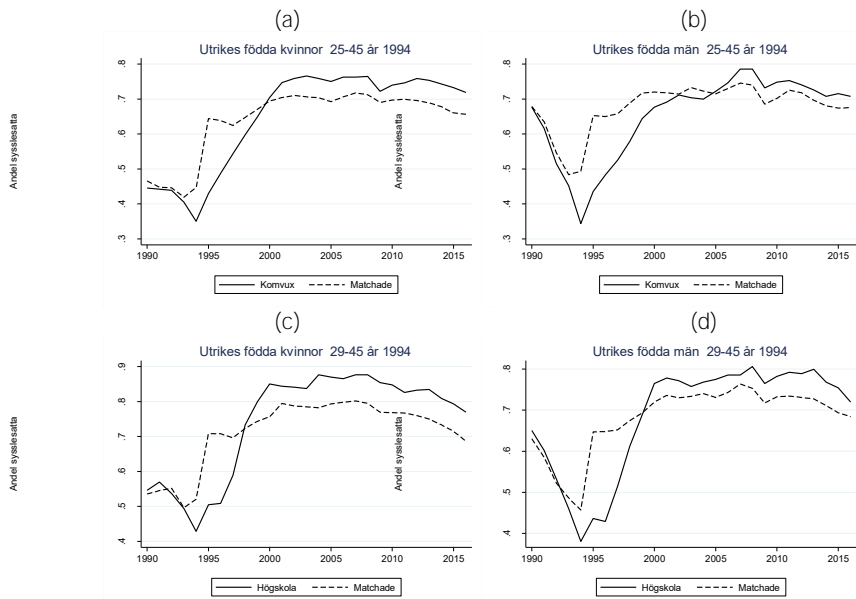 (a)
Utrikes födda kvinnor 25-45 år 1994
Andel sysslesatta
.8
.7
.6
.5
.4
.3
1990 1995 2000 2005 2010 2015
Komvux Matchade
(b)
Utrikes födda män 25-45 år 1994
Andel sysslesatta
.8
.7
.6
.5
.4
.3
1990 1995 2000 2005 2010 2015
Komvux Matchade
(c)
Utrikes födda kvinnor 29-45 år 1994
Andel sysslesatta
.9
.8
.7
.6
.5
.4
1990 1995 2000 2005 2010 2015
Högskola Matchade
(d)
Utrikes födda män 29-45 år 1994
Andel sysslesatta
.8
.7
.6
.5
.4
1990 1995 2000 2005 2010 2015
Högskola Matchade